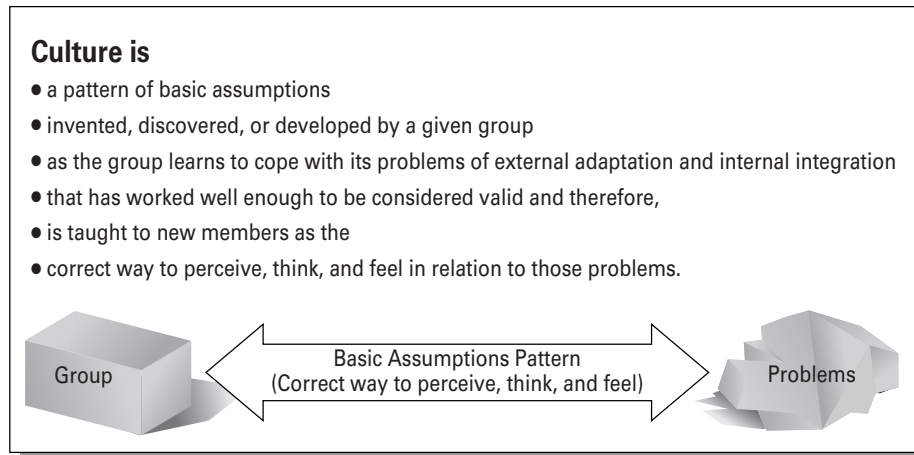 Culture is
● a pattern of basic assumptions
● invented, discovered, or developed by a given group
● as the group learns to cope with its problems of external adaptation and internal integration
● that has worked well enough to be considered valid and therefore,
● is taught to new members as the
● correct way to perceive, think, and feel in relation to those problems.
Group
Basic Assumptions Pattern
(Correct way to perceive, think, and feel)
Problems